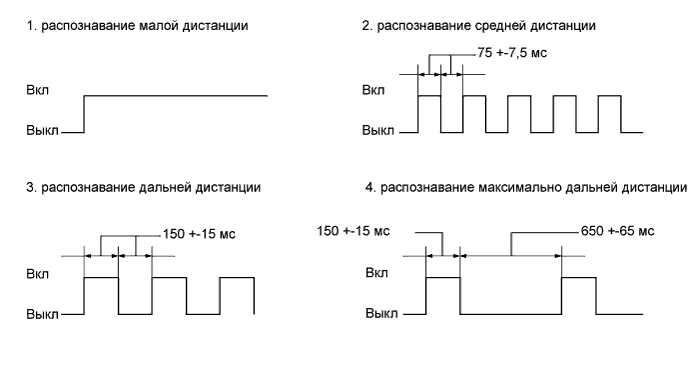 1. распознавание малой дистанции
2. распознавание средней дистанции
75 +-7,5 мс
Вкл
Выкл
Вкл
Выкл
3. распознавание дальней дистанции
4. распознавание максимально дальней дистанции
150 +-15 мс
150 +-15 мс
650 +-65 мс
Вкл
Выкл
Вкл
Выкл